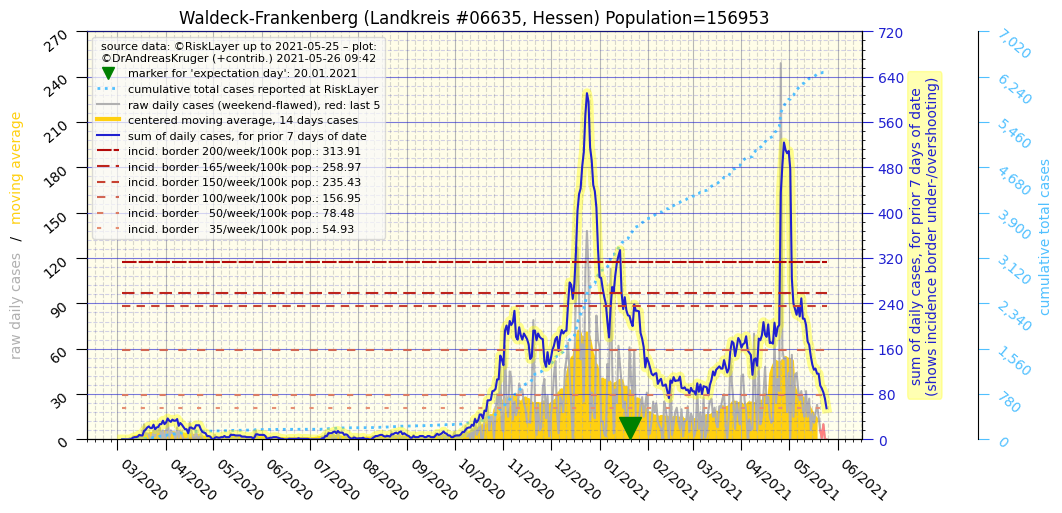 Waldeck-Frankenberg (Landkreis #06635, Hessen) Population=156953
source data: ©RiskLayer up to 2021-05-25 – plot:
©DrAndreasKruger (+contrib.) 2021-05-26 09:42
marker for 'expectation day': 20.01.2021
cumulative total cases reported at RiskLayer
raw daily cases (weekend-flawed), red: last 5
centered moving average, 14 days cases
sum of daily cases, for prior 7 days of date
incid. border 200/week/100k pop.: 313.91
incid. border 165/week/100k pop.: 258.97
incid. border 150/week/100k pop.: 235.43
incid. border 100/week/100k pop.: 156.95
incid. border 50/week/100k pop.: 78.48
incid. border 35/week/100k pop.: 54.93
raw daily cases / moving average
270
240
210
180
150
120
90
60
30
0
03/2020
04/2020
05/2020
06/2020
07/2020
08/2020
09/2020
10/2020
11/2020
12/2020
01/2021
02/2021
03/2021
04/2021
05/2021
06/2021
720
640
560
480
400
320
240
160
80
0
sum of daily cases, for prior 7 days of date
(shows incidence border under-/overshooting)
7,020
6,240
5,460
4,680
3,900
3,120
2,340
1,560
780
0
cumulative total cases